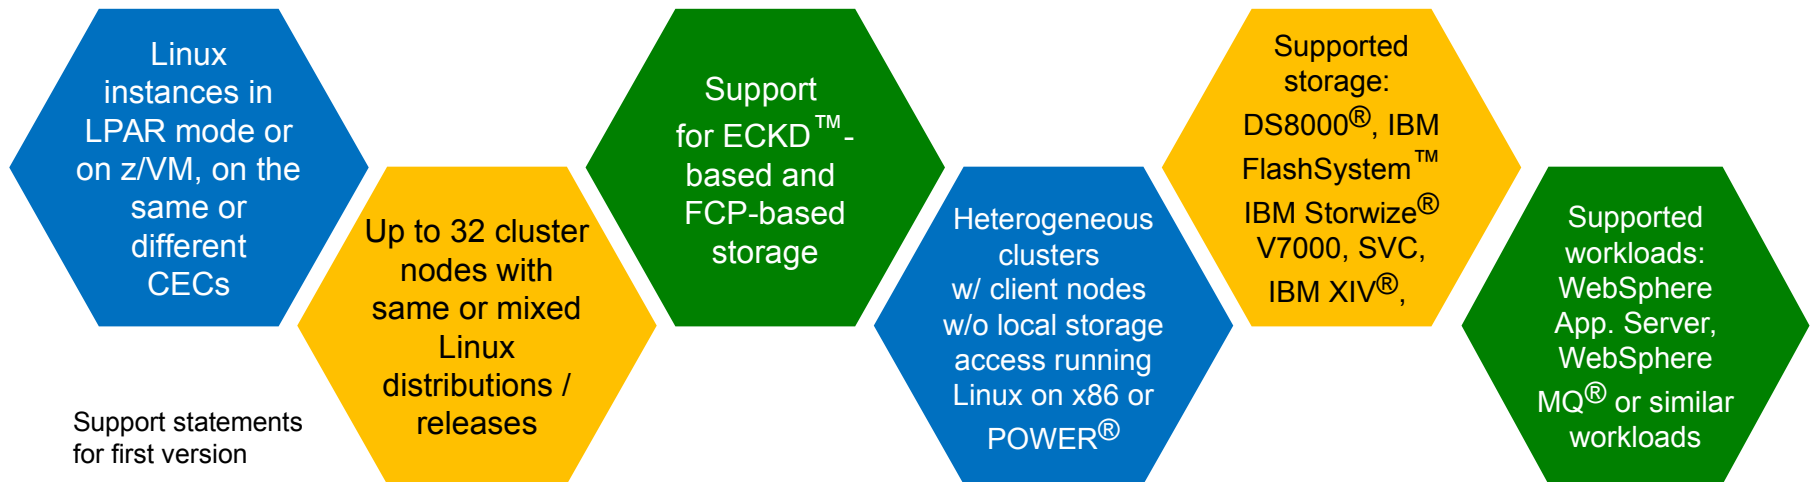 Linux
instances in
LPAR mode or
on z/VM, on the
same or
different
CECs
Up to 32 cluster
nodes with
same or mixed
Linux
distributions /
releases
Support
for ECKD™-
based and
FCP-based
storage
Heterogeneous
clusters
w/ client nodes
w/o local storage
access running
Linux on x86 or
POWER®
Supported
storage:
DS8000®, IBM
FlashSystem™
IBM Storwize®
V7000, SVC,
IBM XIV®,
Supported
workloads:
WebSphere
App. Server,
WebSphere
MQ® or similar
workloads
Support statements
for first version